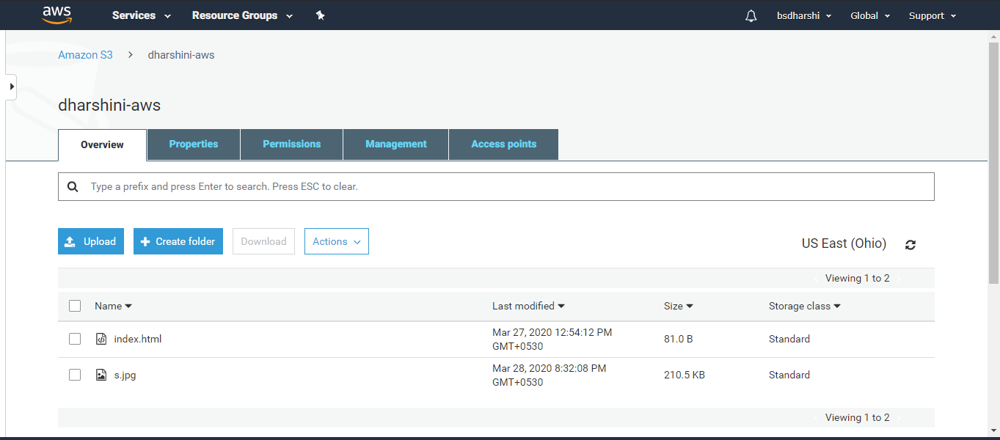 aws Services Resource Groups bsdharshi Global Support
Amazon S3 > dharshini-aws
dharshini-aws
Overview Properties Permissions Management Access points
Type a prefix and press Enter to search. Press ESC to clear.
Upload + Create folder Download Actions US East (Ohio)
Viewing 1 to 2
Name Last modified Size Storage class
index.html Mar 27, 2020 12:54:12 PM 81.0 B Standard
GMT+0530
s.jpg Mar 28, 2020 8:32:08 PM 210.5 KB Standard
GMT+0530
Viewing 1 to 2